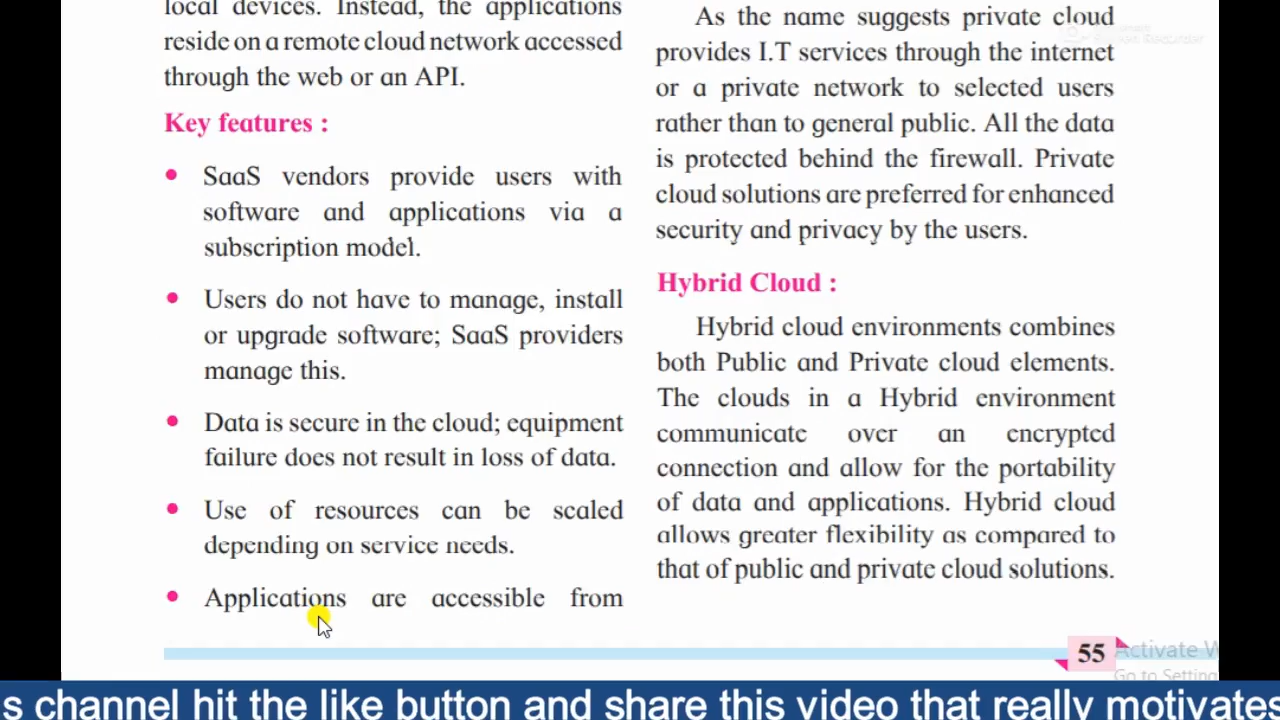 local devices. Instead, the applications
reside on a remote cloud network accessed
through the web or an API.
Key features :
• SaaS vendors provide users with
software and applications via a
subscription model.
• Users do not have to manage, install
or upgrade software; SaaS providers
manage this.
• Data is secure in the cloud; equipment
failure does not result in loss of data.
• Use of resources can be scaled
depending on service needs.
• Applications are accessible from
As the name suggests private cloud
provides I.T services through the internet
or a private network to selected users
rather than to general public. All the data
is protected behind the firewall. Private
cloud solutions are preferred for enhanced
security and privacy by the users.
Hybrid Cloud :
Hybrid cloud environments combines
both Public and Private cloud elements.
The clouds in a Hybrid environment
communicate over an encrypted
connection and allow for the portability
of data and applications. Hybrid cloud
allows greater flexibility as compared to
that of public and private cloud solutions.
55
Activate W
Go to Setting
s channel hit the like button and share this video that really motivates